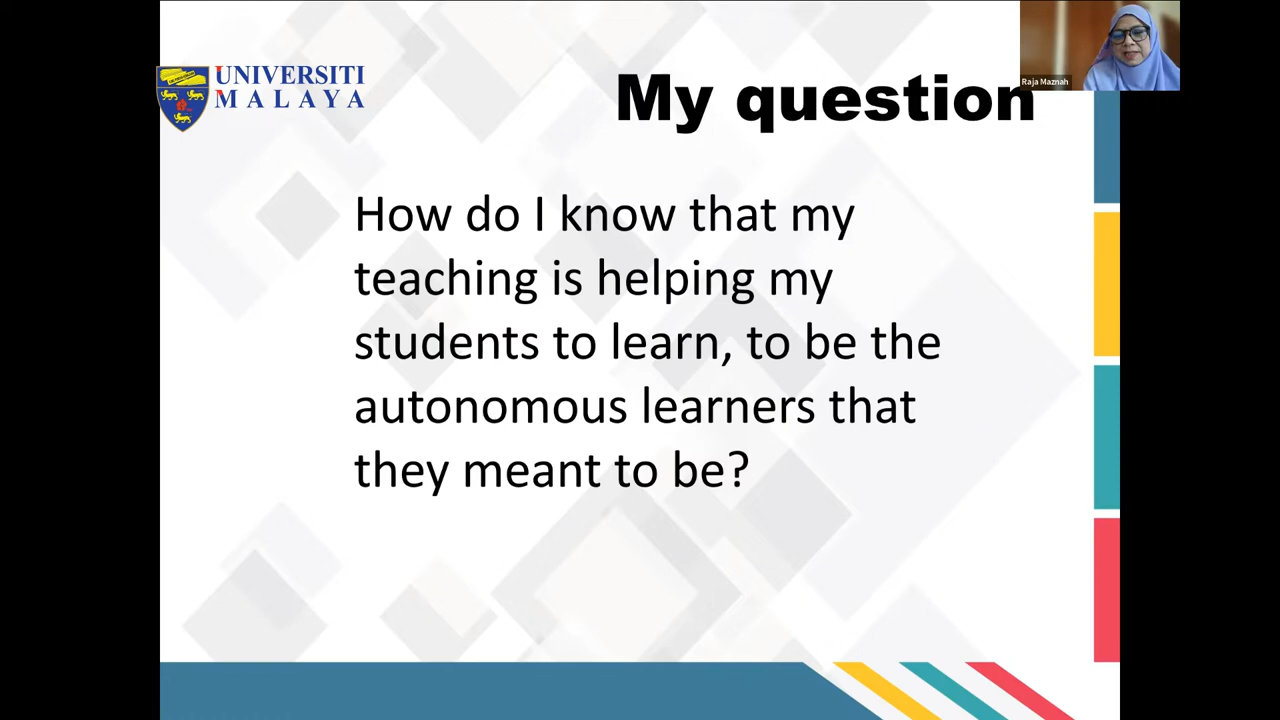 UNIVERSITI
MALAYA
My question
Raja Maznah
How do I know that my
teaching is helping my
students to learn, to be the
autonomous learners that
they meant to be?